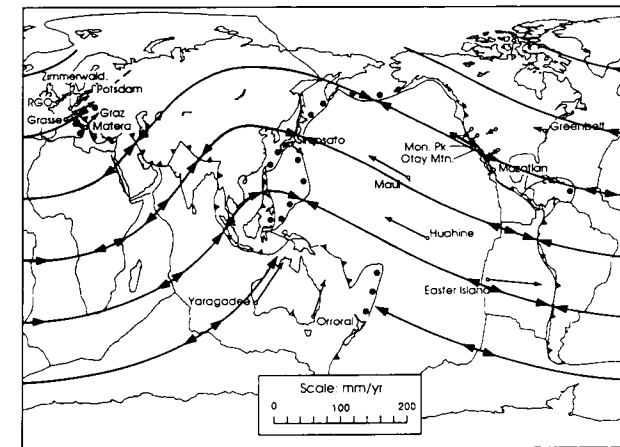 Zimmerwald.
Potsdam
RGO
Graz
Grasse
Matera
Simosato
Greenbelt
Mon. Pk
Otay Mtn.
Mazatlan
Maui
Huahine
Easter Island
Yaragadee
Orroral
Scale: mm/yr
0 100 200